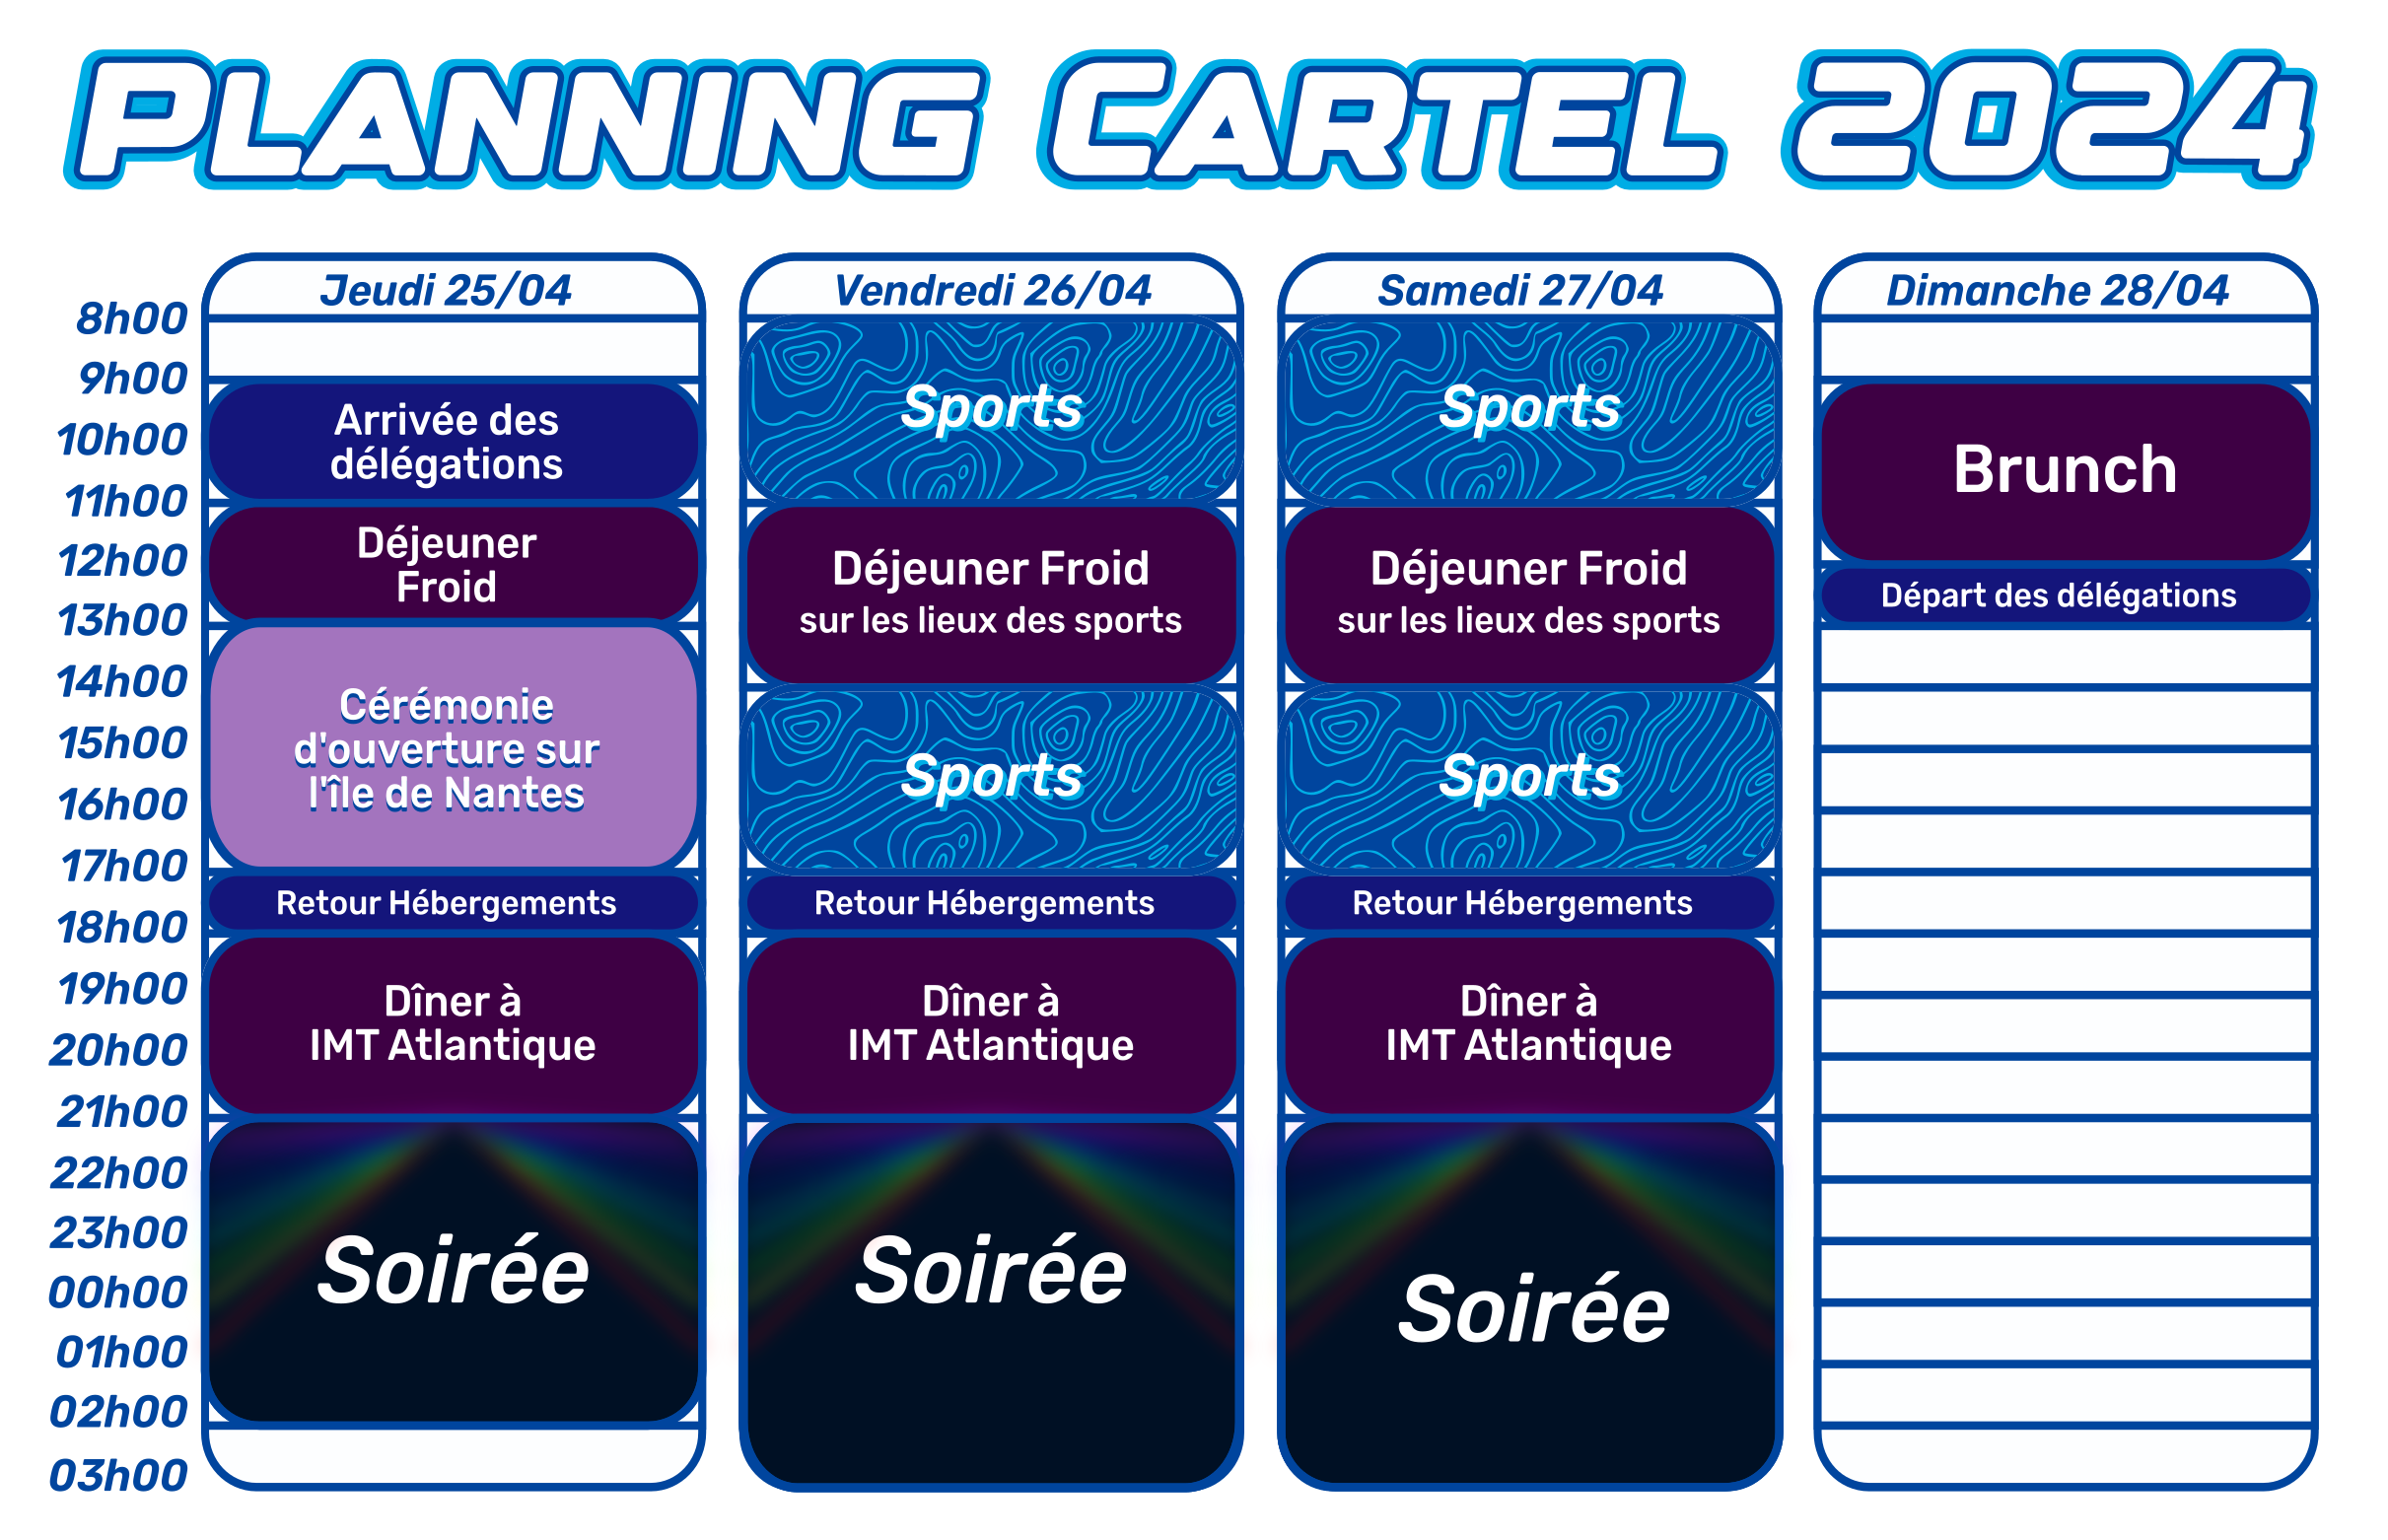 PLANNING CARTEL 2024
Jeudi 25/04
Vendredi 26/04
Samedi 27/04
Dimanche 28/04
8h00
9h00
10h00
11h00
12h00
13h00
14h00
15h00
16h00
17h00
18h00
19h00
20h00
21h00
22h00
23h00
00h00
01h00
02h00
03h00
Arrivée des
délégations
Déjeuner
Froid
Cérémonie
d'ouverture sur
l'île de Nantes
Retour Hébergements
Dîner à
IMT Atlantique
Soirée
Sports
Déjeuner Froid
sur les lieux des sports
Sports
Retour Hébergements
Dîner à
IMT Atlantique
Soirée
Sports
Déjeuner Froid
sur les lieux des sports
Sports
Retour Hébergements
Dîner à
IMT Atlantique
Soirée
Brunch
Départ des délégations